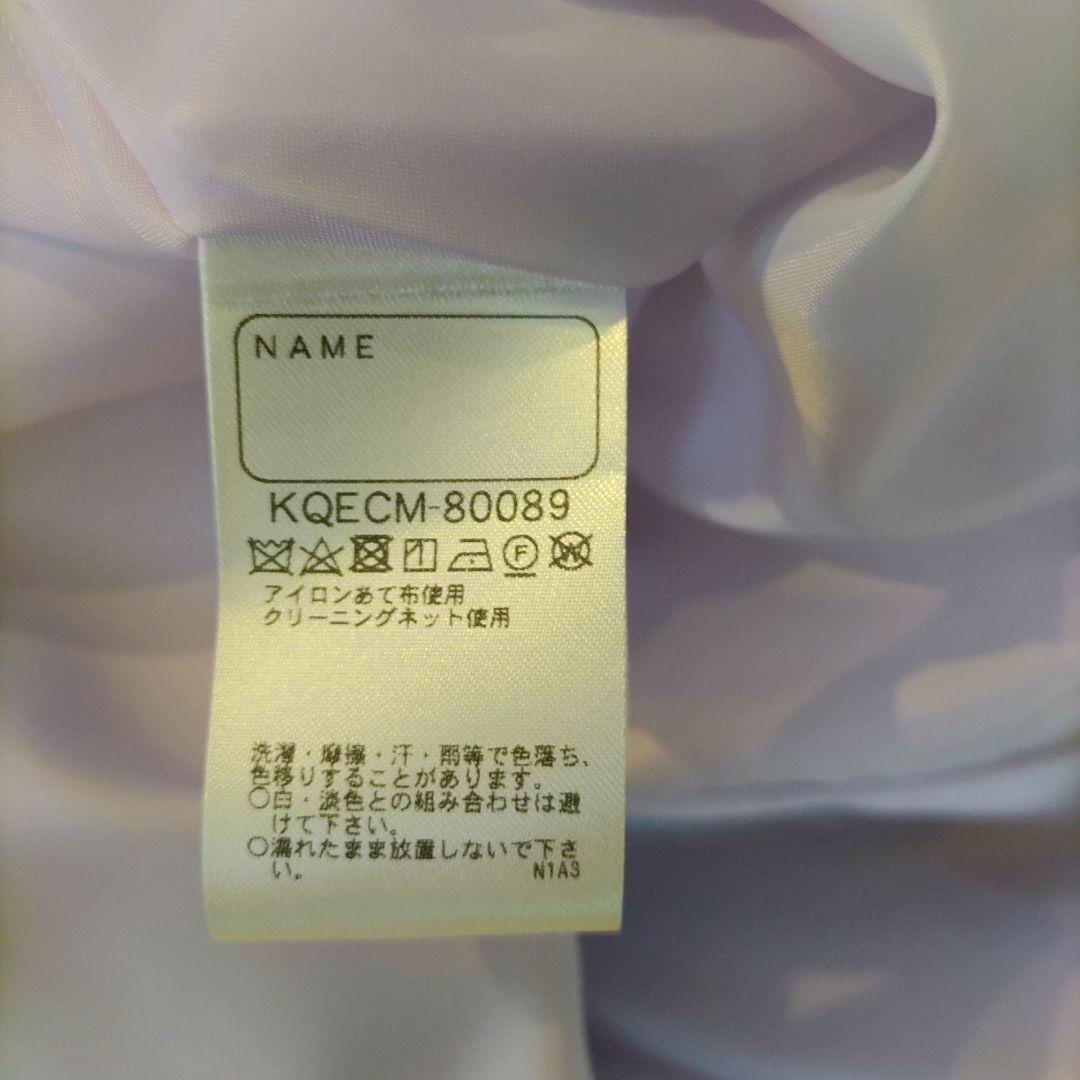 NAME
KQECM-80089
F W
アイロンあて布使用
クリーニングネット使用
洗濯・摩擦・汗・雨等で色落ち、
色移りすることがあります。
○白・淡色との組み合わせは避
けて下さい。
○濡れたまま放置しないで下さ
い。 N1A3